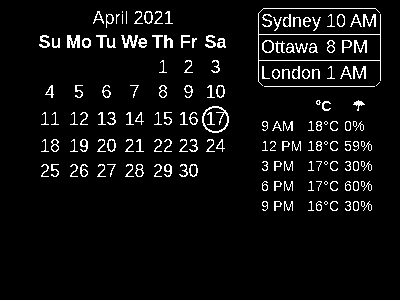 April 2021
Su Mo Tu We Th Fr Sa
1 2 3
4 5 6 7 8 9 10
11 12 13 14 15 16 17
18 19 20 21 22 23 24
25 26 27 28 29 30
Sydney 10 AM
Ottawa 8 PM
London 1 AM
°C
9 AM 18°C 0%
12 PM 18°C 59%
3 PM 17°C 30%
6 PM 17°C 60%
9 PM 16°C 30%